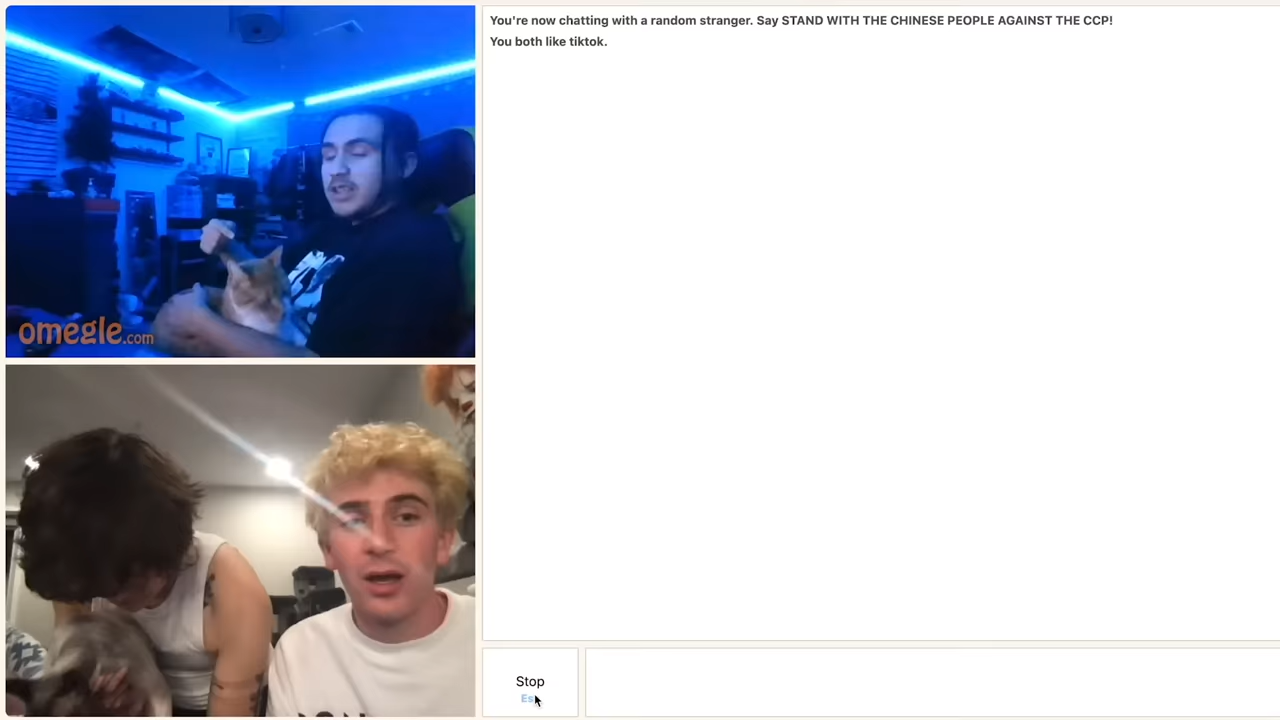 You're now chatting with a random stranger. Say STAND WITH THE CHINESE PEOPLE AGAINST THE CCP!
You both like tiktok.
omegle.com
Stop